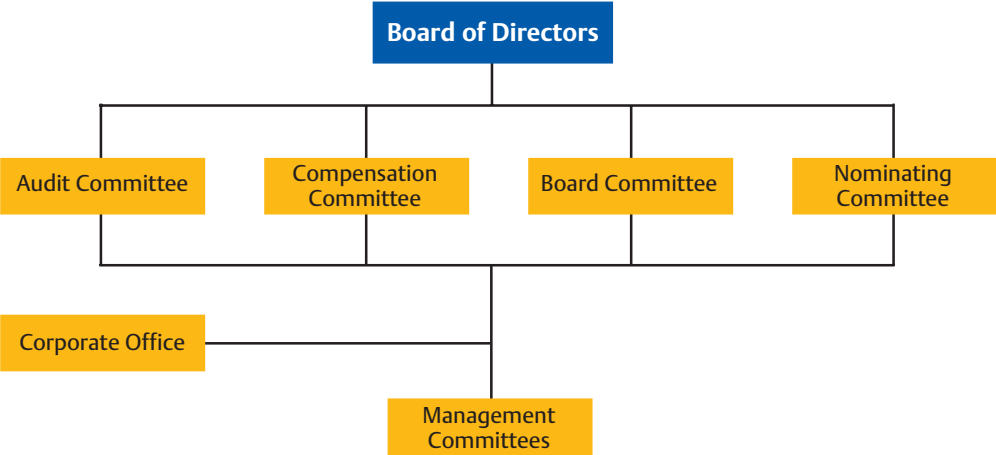 Board of Directors
Audit Committee
Compensation
Committee
Board Committee
Nominating
Committee
Corporate Office
Management
Committees